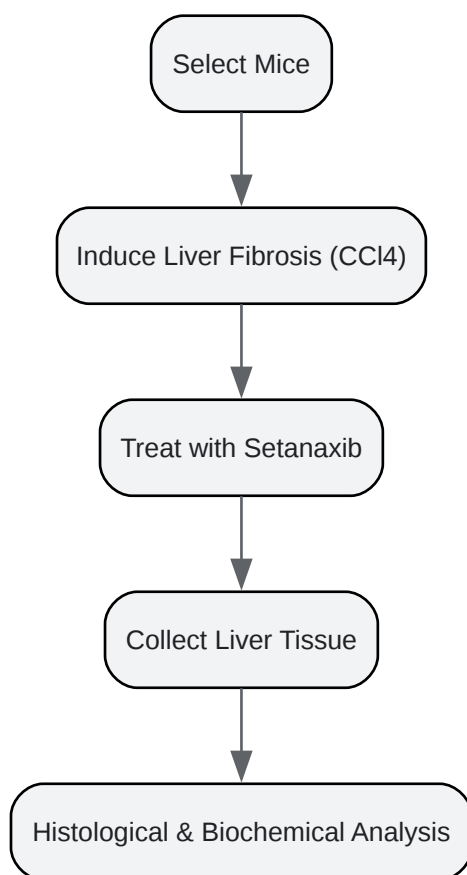 Select Mice
Induce Liver Fibrosis (CCl4)
Treat with Setanaxib
Collect Liver Tissue
Histological & Biochemical Analysis